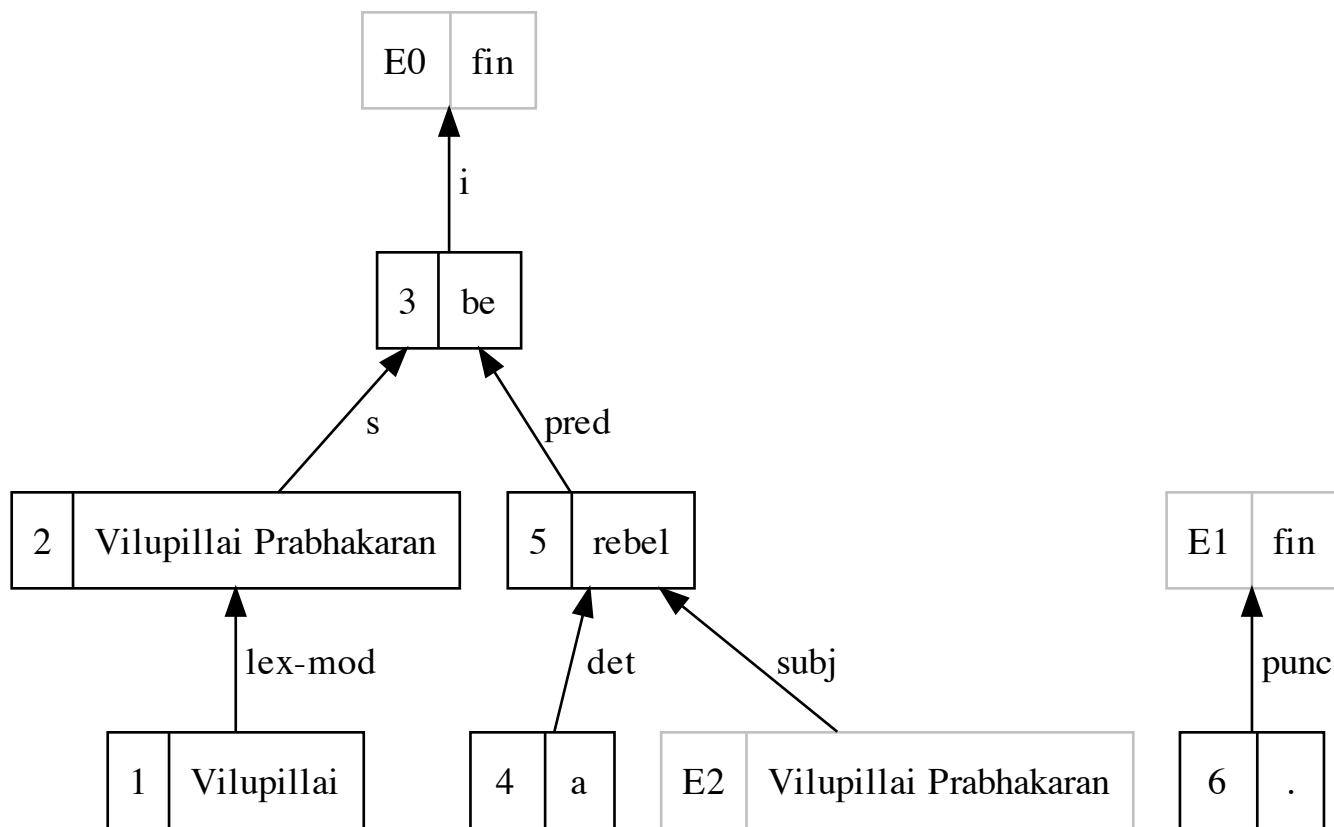 E0 fin
i
3 be
s pred
2 Vilupillai Prabhakaran 5 rebel E1 fin
lex-mod det subj punc
1 Vilupillai 4 a E2 Vilupillai Prabhakaran 6 .